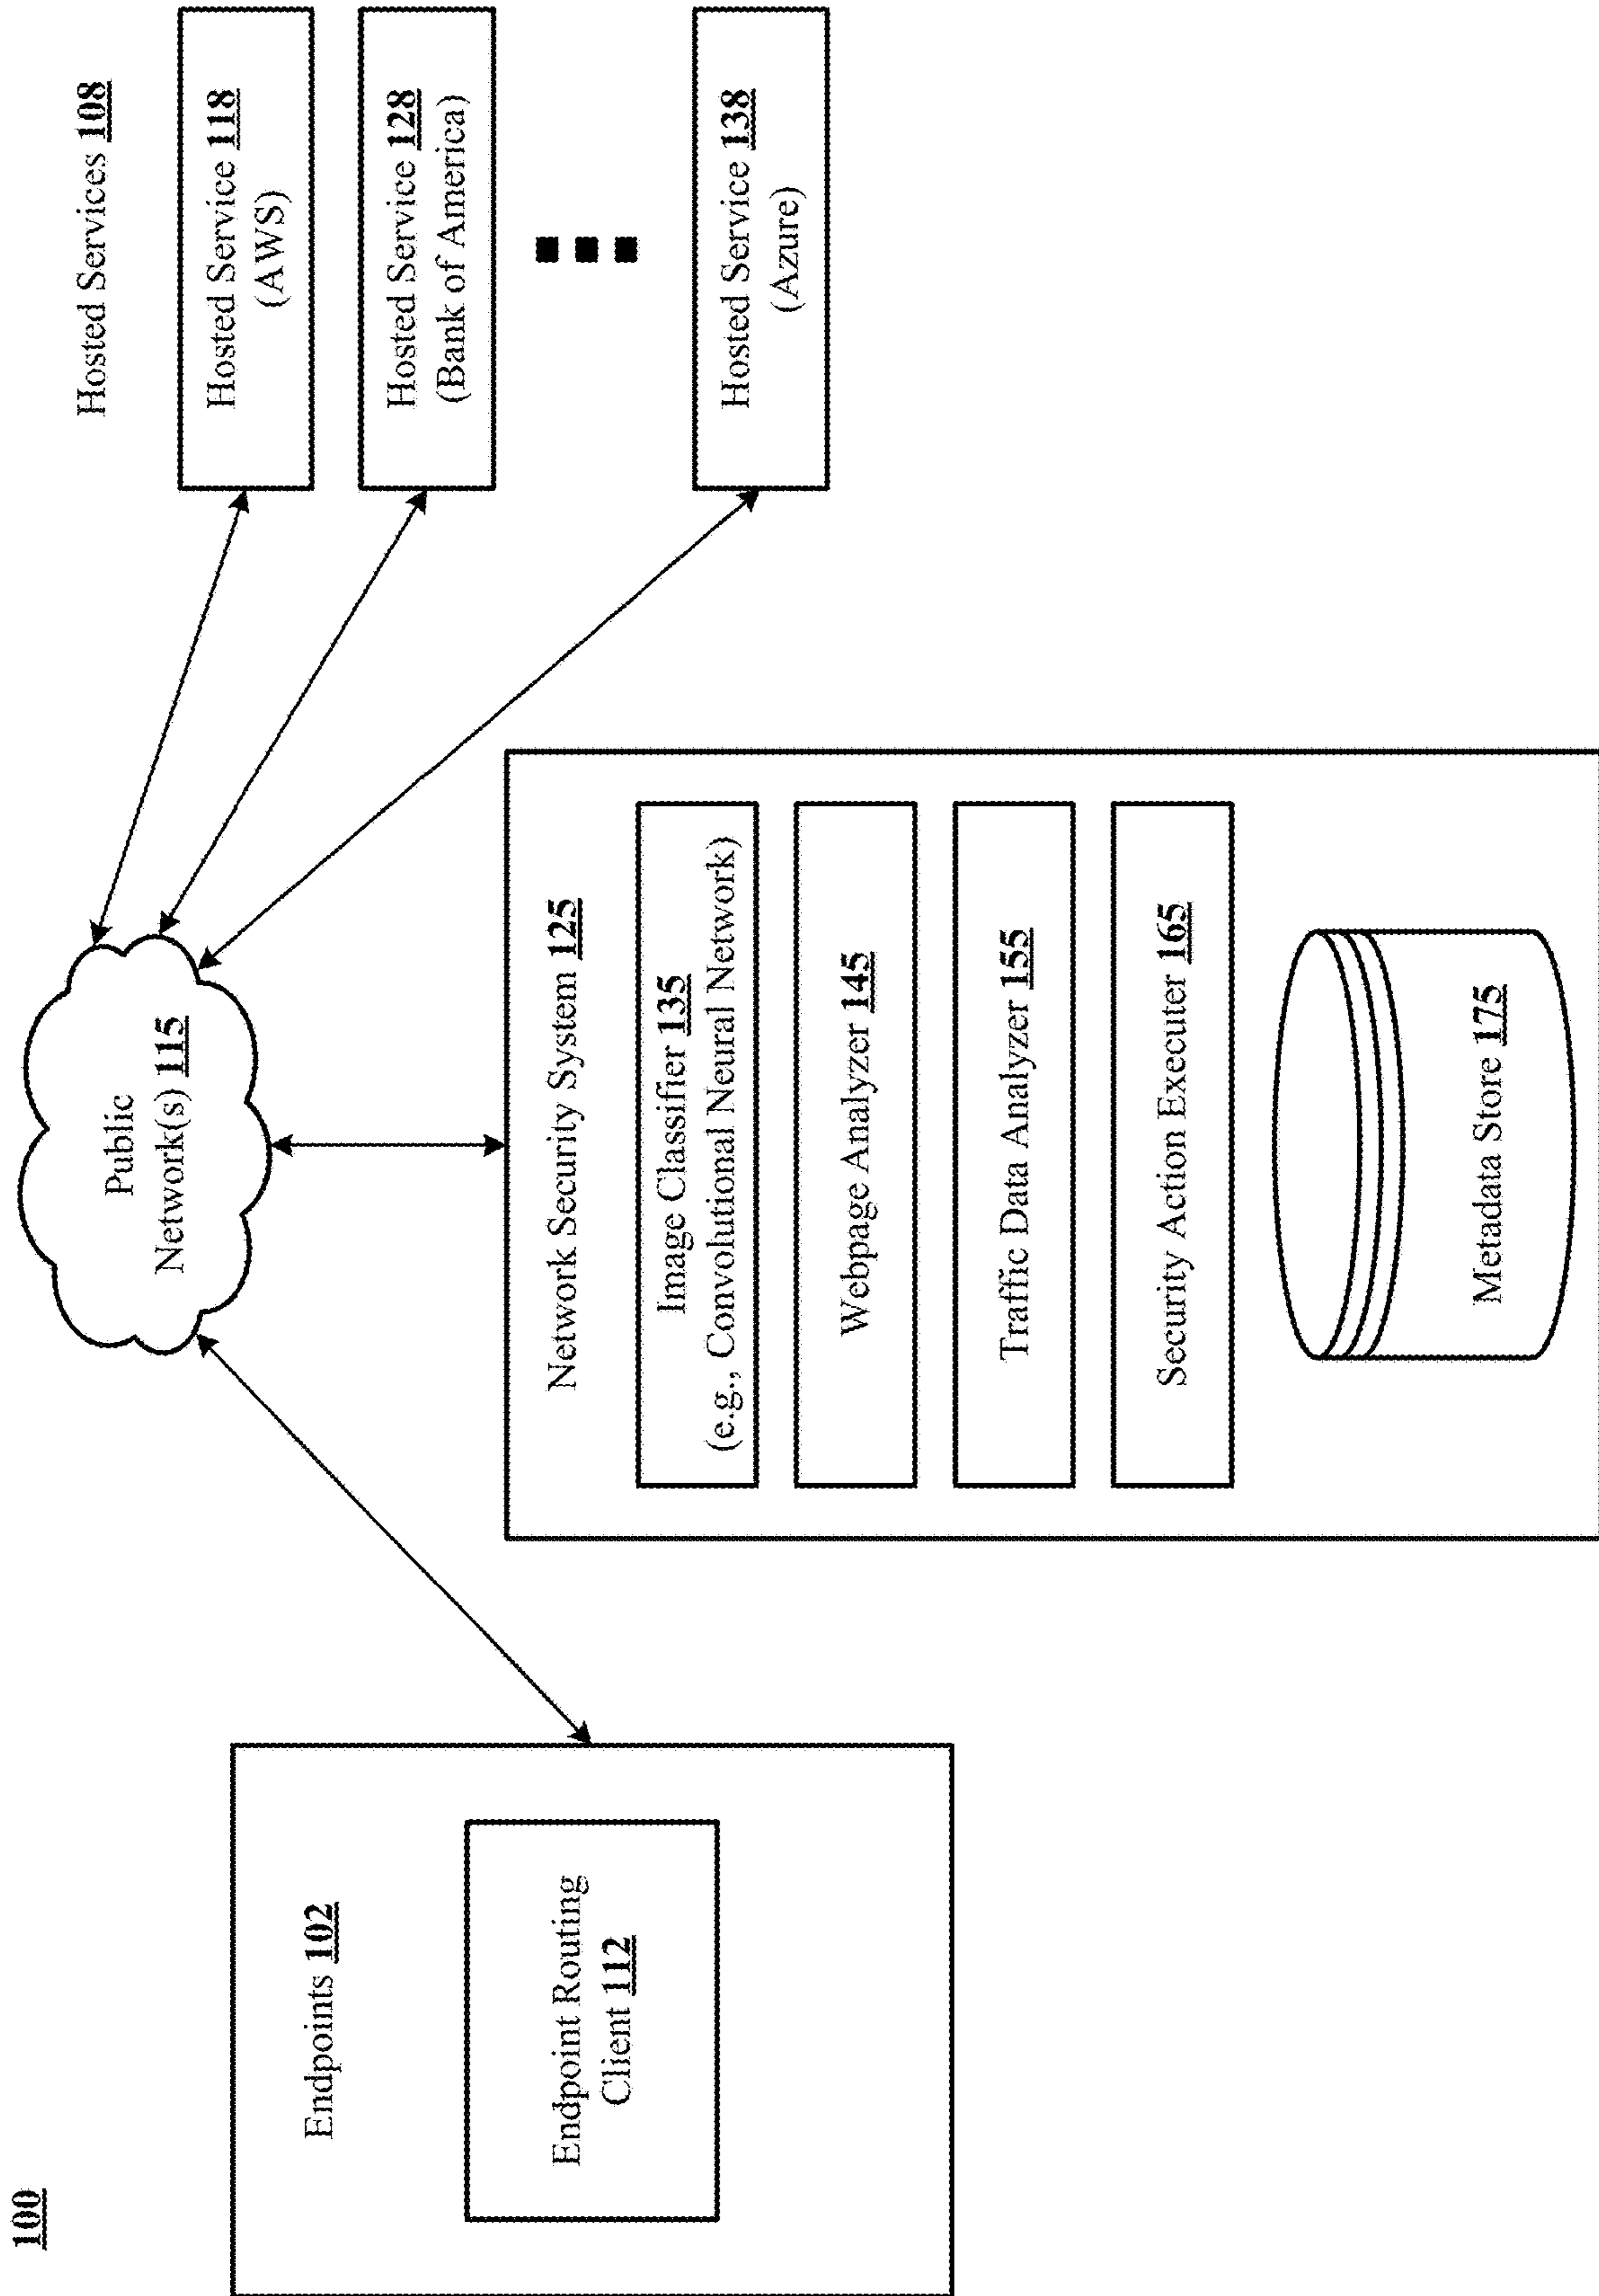 100
Endpoints 102
Endpoint Routing
Client 112
Public
Network(s) 115
Network Security System 125
Image Classifier 135
(e.g., Convolutional Neural Network)
Webpage Analyzer 145
Traffic Data Analyzer 155
Security Action Executer 165
Metadata Store 175
Hosted Services 108
Hosted Service 118
(AWS)
Hosted Service 128
(Bank of America)
Hosted Service 138
(Azure)